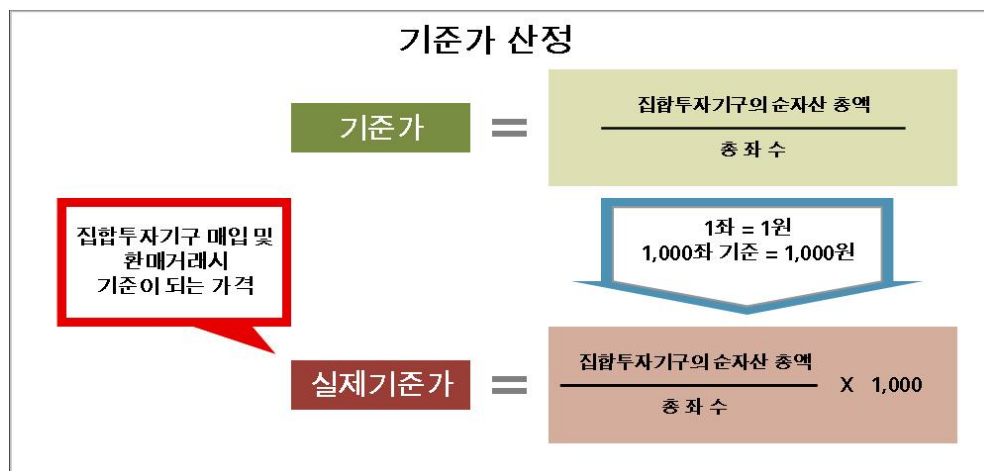 기준가 산정
기준가 = 집합투자기구의 순자산 총액
총 좌 수
집합투자기구 매입 및
환매거래시
기준이 되는 가격
1좌 = 1원
1,000좌 기준 = 1,000원
실제기준가 = 집합투자기구의 순자산 총액
총 좌 수
X 1,000